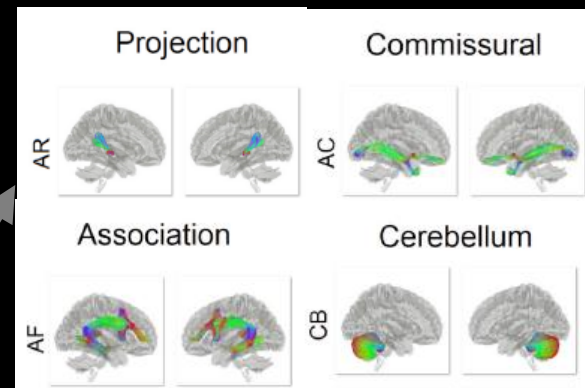 Projection
Commissural
AR
AC
Association
Cerebellum
AF
CB